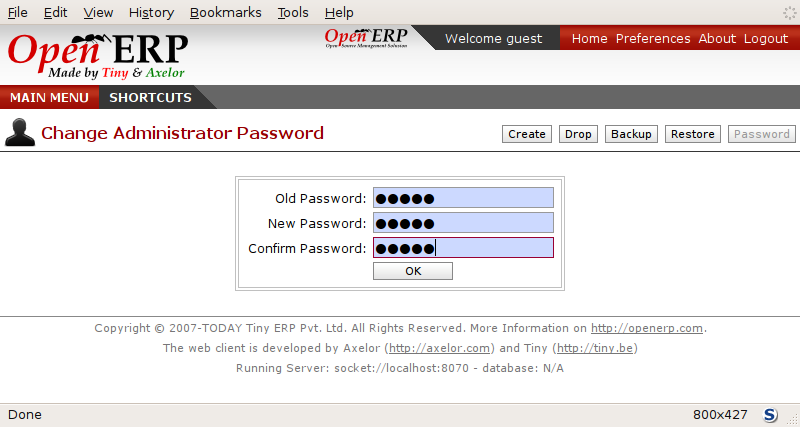 File Edit View History Bookmarks Tools Help
Open ERP
Made by Tiny & Axelor
Open ERP
Open Source Management Solution
Welcome guest
Home Preferences About Logout
MAIN MENU SHORTCUTS
Change Administrator Password
Create Drop Backup Restore Password
Old Password: ●●●●●
New Password: ●●●●●
Confirm Password: ●●●●●
OK
Copyright © 2007-TODAY Tiny ERP Pvt. Ltd. All Rights Reserved. More Information on http://openerp.com.
The web client is developed by Axelor (http://axelor.com) and Tiny (http://tiny.be)
Running Server: socket://localhost:8070 - database: N/A
Done 800x427 S